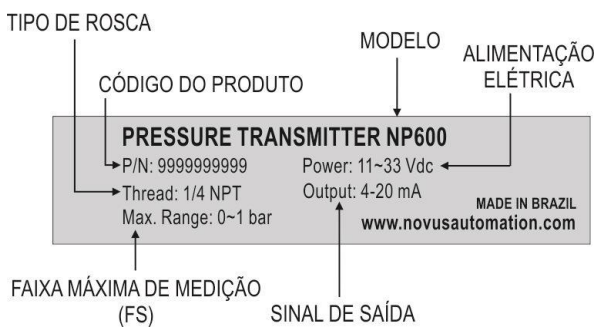 TIPO DE ROSCA
MODELO
ALIMENTAÇÃO
ELÉTRICA
CÓDIGO DO PRODUTO
PRESSURE TRANSMITTER NP600
P/N: 9999999999
Power: 11~33 Vdc
Thread: 1/4 NPT
Output: 4-20 mA
Max. Range: 0~1 bar
MADE IN BRAZIL
www.novusautomation.com
FAIXA MÁXIMA DE MEDIÇÃO
(FS)
SINAL DE SAÍDA